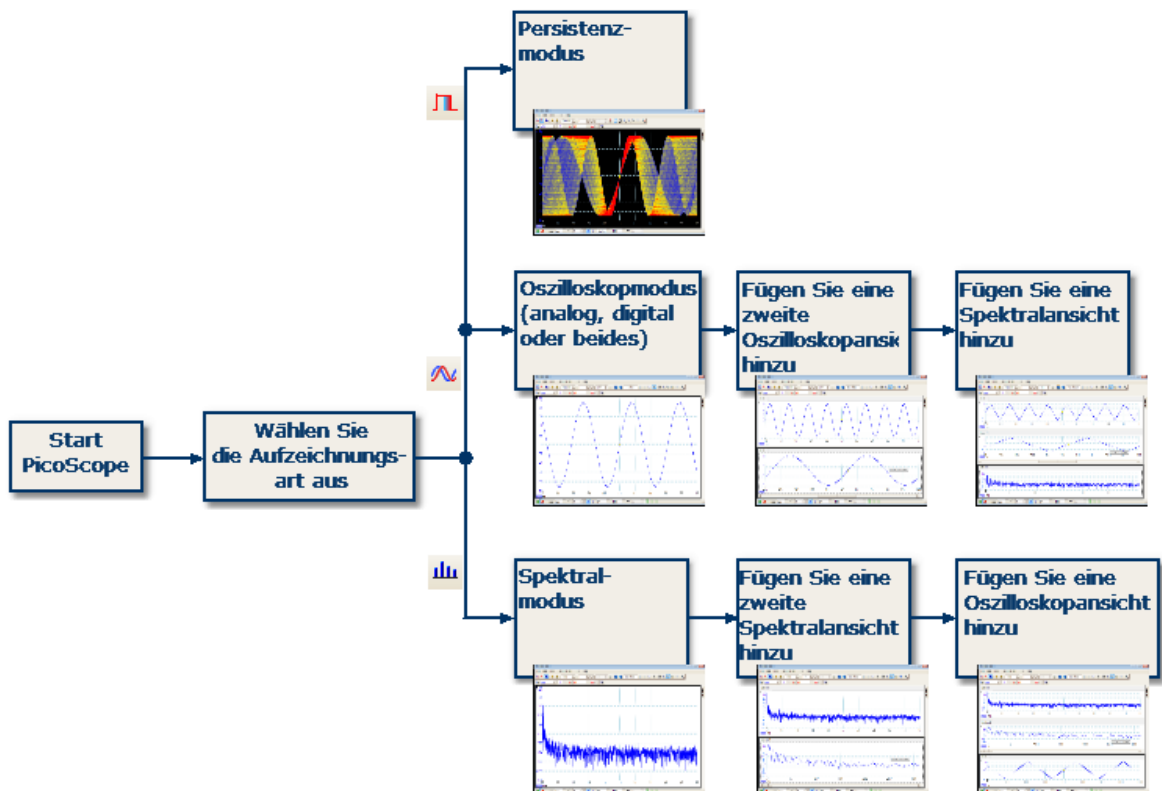 Persistenz-
modus
Oszilloskopmodus
(analog, digital
oder beides)
Fügen Sie eine
zweite
Oszilloskopansic
hinzu
Fügen Sie eine
Spektralansicht
hinzu
Start
PicoScope
Wählen Sie
die Aufzeichnungs-
art aus
Spektral-
modus
Fügen Sie eine
zweite
Spektralansicht
hinzu
Fügen Sie eine
Oszilloskopansicht
hinzu